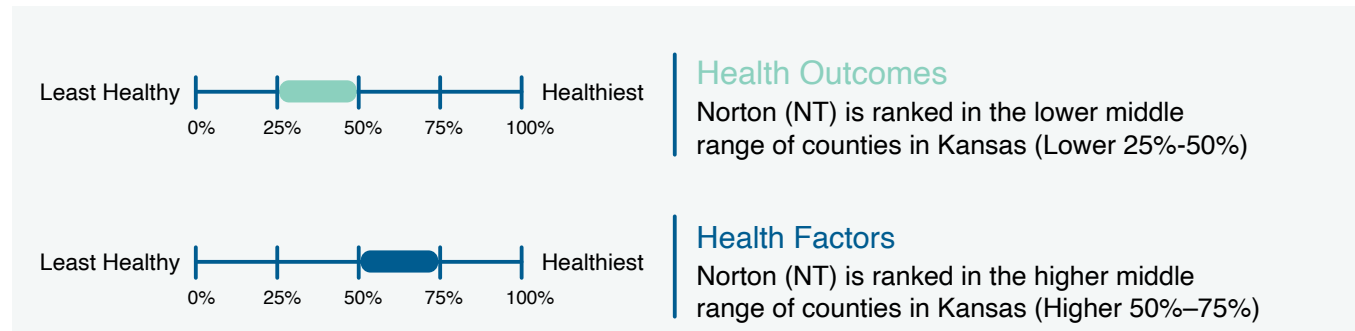 Health Outcomes
Least Healthy
Healthiest
0% 25% 50% 75% 100%
Norton (NT) is ranked in the lower middle
range of counties in Kansas (Lower 25%-50%)
Health Factors
Least Healthy
Healthiest
0% 25% 50% 75% 100%
Norton (NT) is ranked in the higher middle
range of counties in Kansas (Higher 50%–75%)